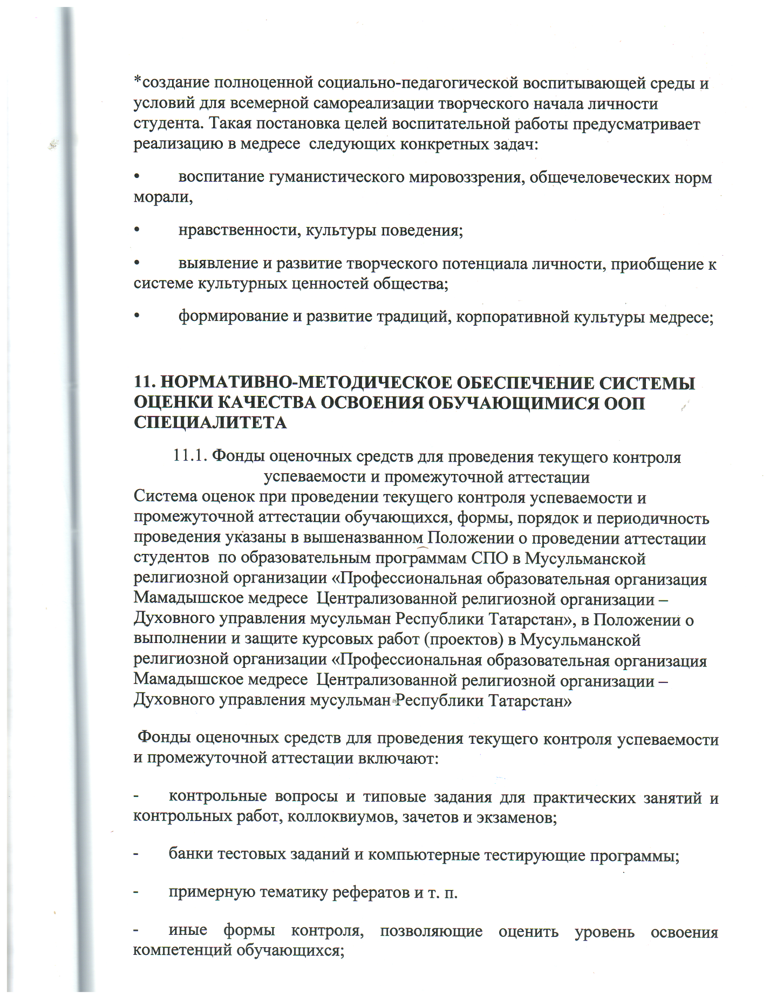 *создание полноценной социально-педагогической воспитывающей среды и
условий для всемерной самореализации творческого начала личности
студента. Такая постановка целей воспитательной работы предусматривает
реализацию в медресе  следующих конкретных задач:
• воспитание гуманистического мировоззрения, общечеловеческих норм
морали,
• нравственности, культуры поведения;
• выявление и развитие творческого потенциала личности, приобщение к
системе культурных ценностей общества;
• формирование и развитие традиций, корпоративной культуры медресе;
11. НОРМАТИВНО-МЕТОДИЧЕСКОЕ ОБЕСПЕЧЕНИЕ СИСТЕМЫ
ОЦЕНКИ КАЧЕСТВА ОСВОЕНИЯ ОБУЧАЮЩИМИСЯ ООП
СПЕЦИАЛИТЕТА
11.1. Фонды оценочных средств для проведения текущего контроля
успеваемости и промежуточной аттестации
Система оценок при проведении текущего контроля успеваемости и
промежуточной аттестации обучающихся, формы, порядок и периодичность
проведения указаны в вышеназванном Положении о проведении аттестации
студентов  по образовательным программам СПО в Мусульманской
религиозной организации «Профессиональная образовательная организация
Мамадышское медресе  Централизованной религиозной организации –
Духовного управления мусульман Республики Татарстан», в Положении о
выполнении и защите курсовых работ (проектов) в Мусульманской
религиозной организации «Профессиональная образовательная организация
Мамадышское медресе  Централизованной религиозной организации –
Духовного управления мусульман Республики Татарстан»
Фонды оценочных средств для проведения текущего контроля успеваемости
и промежуточной аттестации включают:
- контрольные вопросы и типовые задания для практических занятий и
контрольных работ, коллоквиумов, зачетов и экзаменов;
- банки тестовых заданий и компьютерные тестирующие программы;
- примерную тематику рефератов и т. п.
- иные формы контроля, позволяющие оценить уровень освоения
компетенций обучающихся;